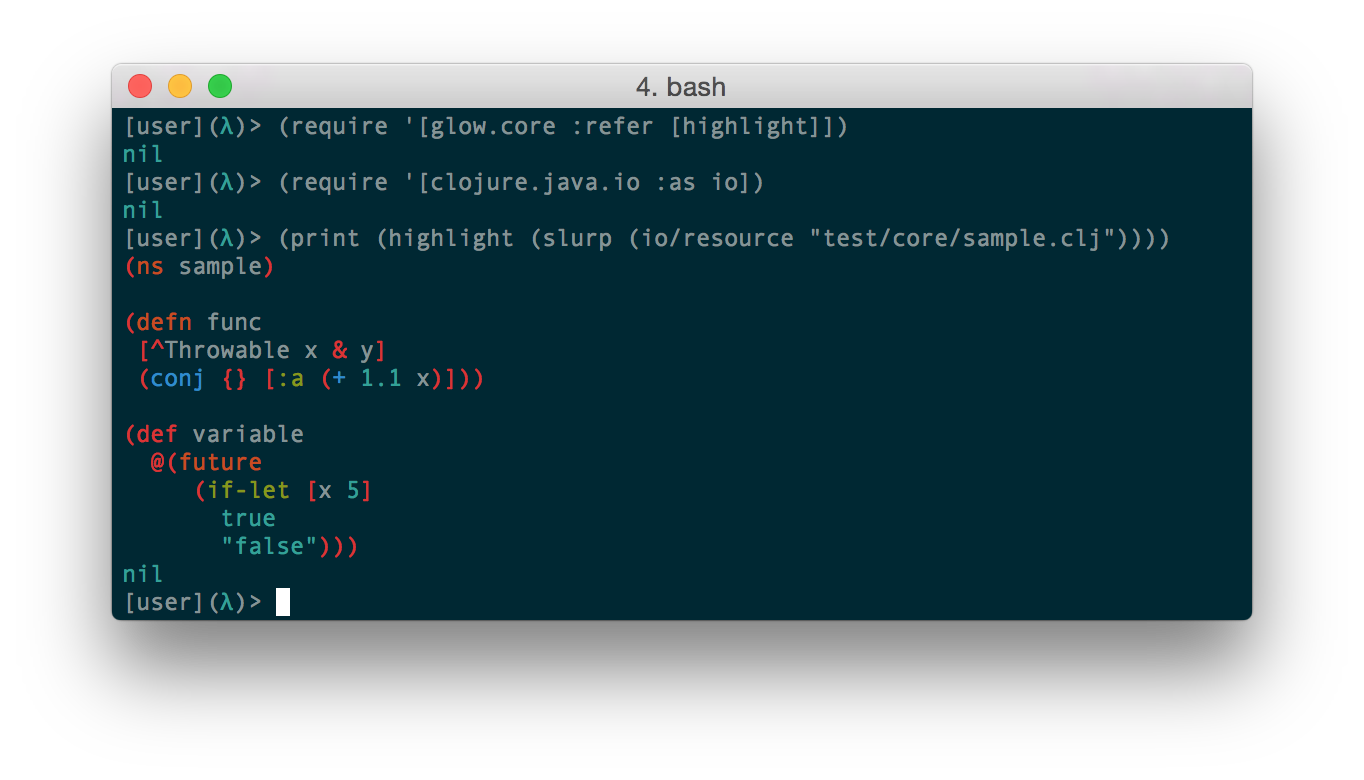 4. bash
[user](λ)> (require '[glow.core :refer [highlight]])
nil
[user](λ)> (require '[clojure.java.io :as io])
nil
[user](λ)> (print (highlight (slurp (io/resource "test/core/sample.clj"))))
(ns sample)

(defn func
 [^Throwable x & y]
 (conj {} [:a (+ 1.1 x)]))

(def variable
  @(future
     (if-let [x 5]
       true
       "false")))
nil
[user](λ)>